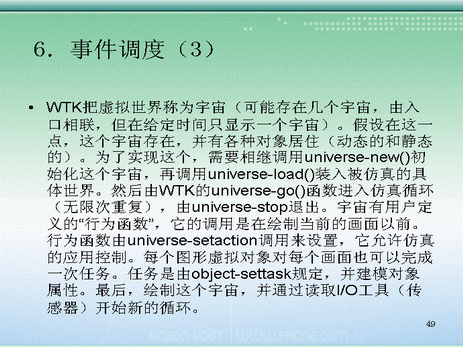 6. 事件调度（3）
• WTK把虚拟世界称为宇宙（可能存在几个宇宙，由入
口相联，但在给定时间只显示一个宇宙）。假设在这一
点，这个宇宙存在，并有各种对象居住（动态的和静态
的）。为了实现这个，需要相继调用universe-new()初
始化这个宇宙，再调用universe-load()装入被仿真的具
体世界。然后由WTK的universe-go()函数进入仿真循环
（无限次重复），由universe-stop退出。宇宙有用户定
义的“行为函数”，它的调用是在绘制当前的画面以前。
行为函数由universe-setaction调用来设置，它允许仿真
的应用控制。每个图形虚拟对象对每个画面也可以完成
一次任务。任务是由object-settask规定，并建模对象
属性。最后，绘制这个宇宙，并通过读取I/O工具（传
感器）开始新的循环。
49